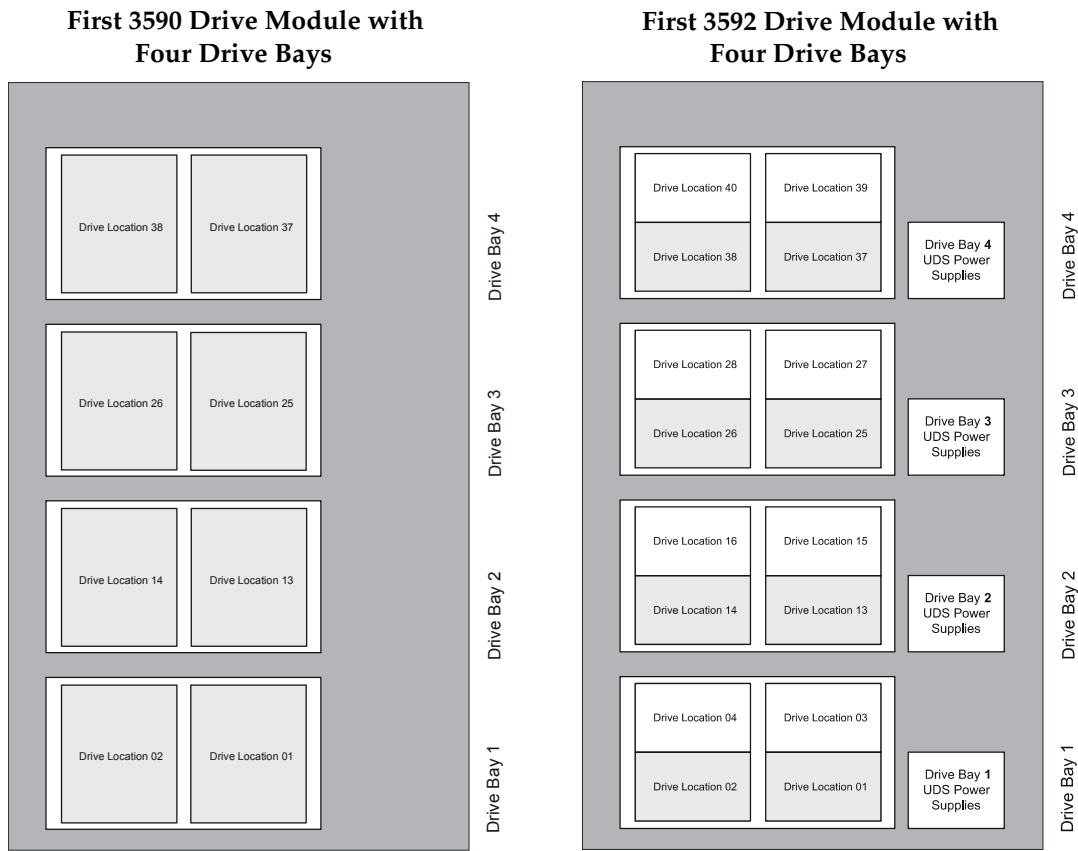 First 3590 Drive Module with
Four Drive Bays
Drive Location 38
Drive Location 37
Drive Bay 4
Drive Location 26
Drive Location 25
Drive Bay 3
Drive Location 14
Drive Location 13
Drive Bay 2
Drive Location 02
Drive Location 01
Drive Bay 1
First 3592 Drive Module with
Four Drive Bays
Drive Location 40
Drive Location 39
Drive Location 38
Drive Location 37
Drive Bay 4
UDS Power
Supplies
Drive Bay 4
Drive Location 28
Drive Location 27
Drive Location 26
Drive Location 25
Drive Bay 3
UDS Power
Supplies
Drive Bay 3
Drive Location 16
Drive Location 15
Drive Location 14
Drive Location 13
Drive Bay 2
UDS Power
Supplies
Drive Bay 2
Drive Location 04
Drive Location 03
Drive Location 02
Drive Location 01
Drive Bay 1
UDS Power
Supplies
Drive Bay 1